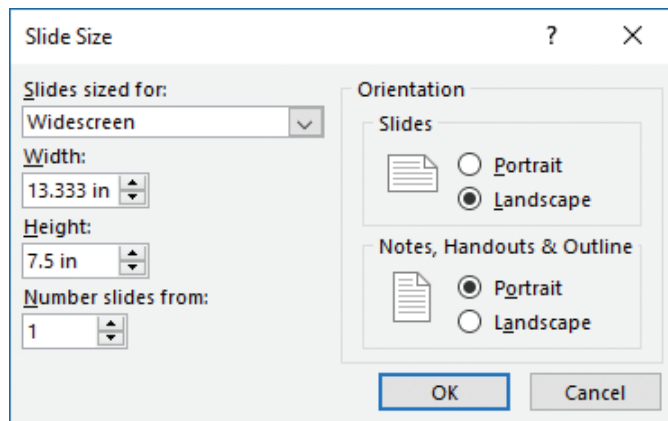 Slide Size
Slides sized for:
Widescreen
Width:
13.333 in
Height:
7.5 in
Number slides from:
1
Orientation
Slides
Portrait
Landscape
Notes, Handouts & Outline
Portrait
Landscape
OK
Cancel